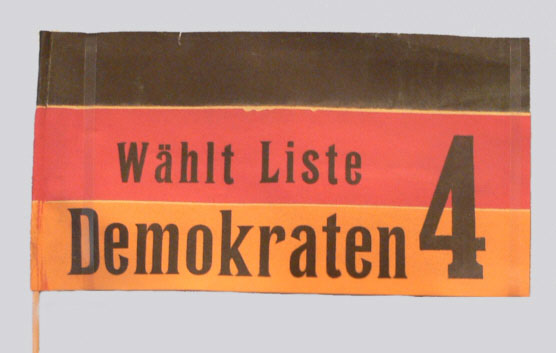 Wählt Liste
Demokraten 4